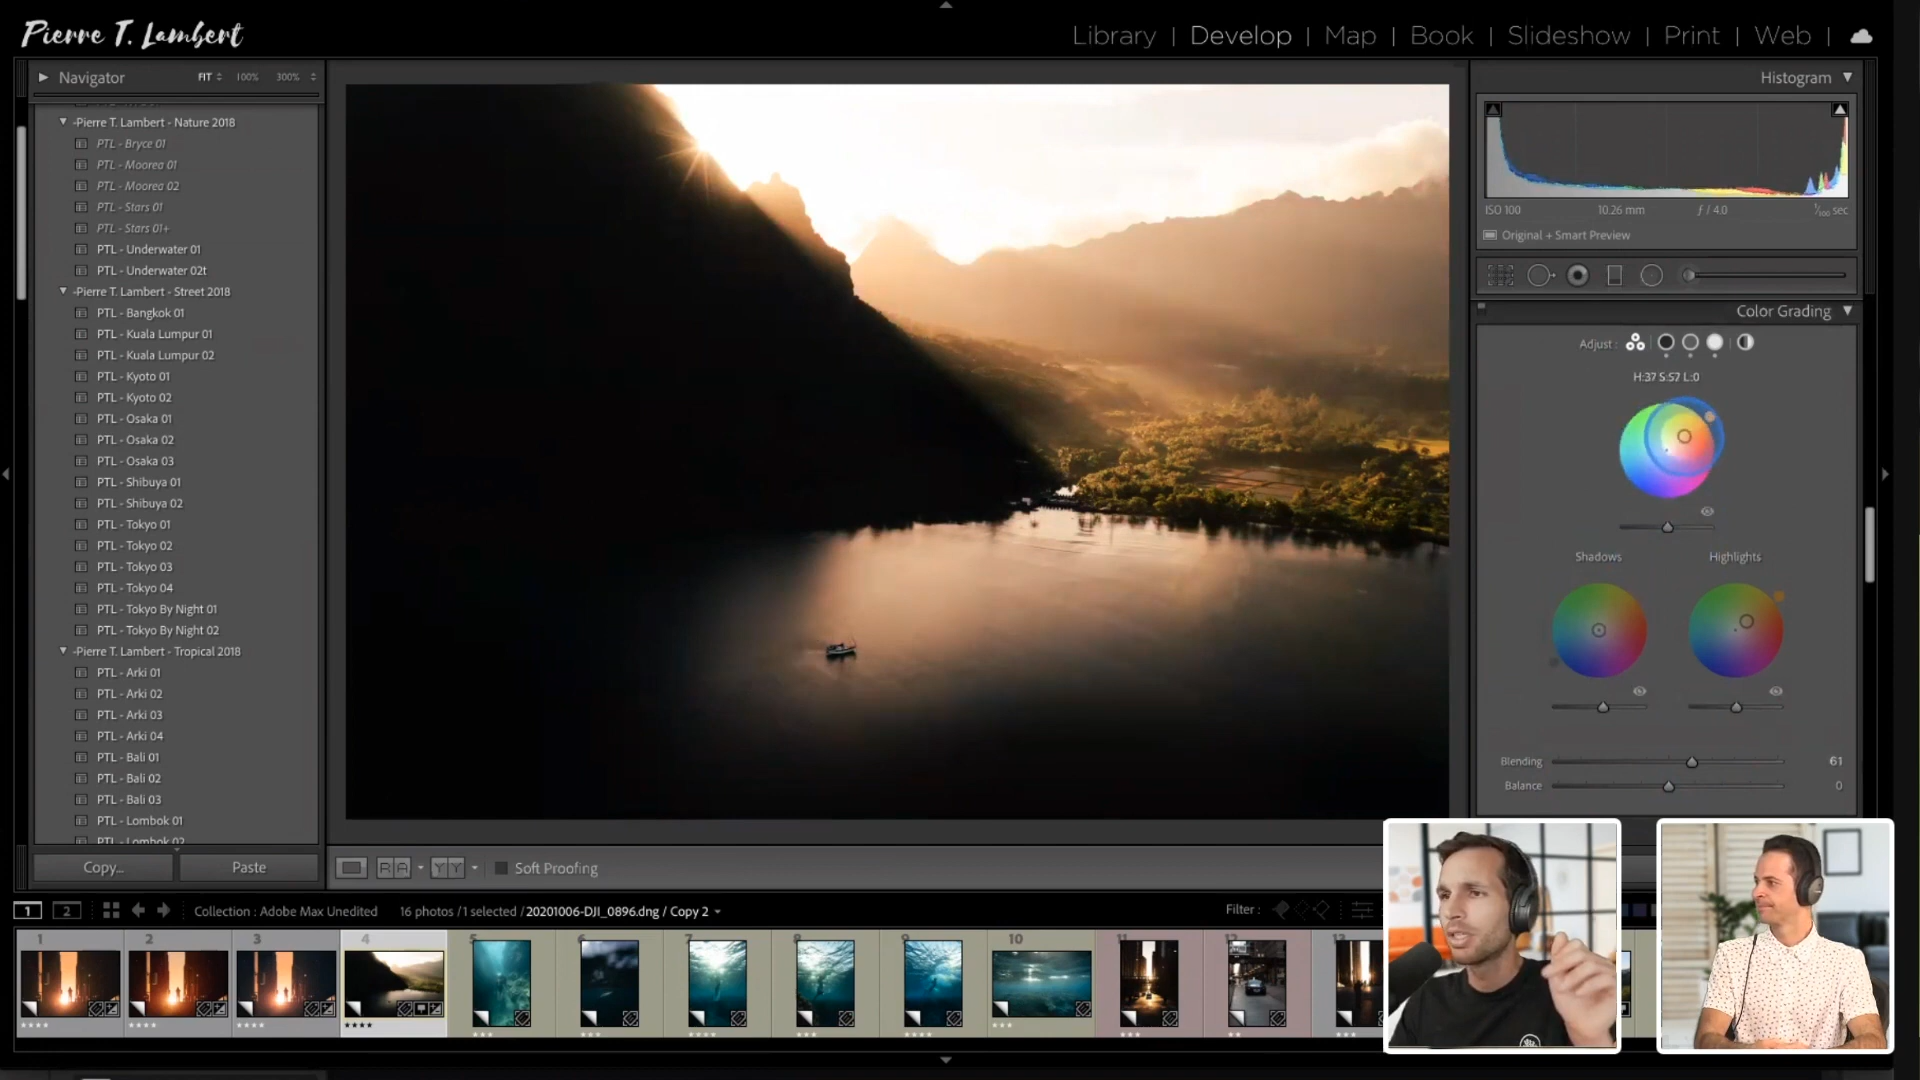 Pierre T. Lambert
Library | Develop | Map | Book | Slideshow | Print | Web |
Navigator FIT 100% 300%
-Pierre T. Lambert - Nature 2018
PTL - Bryce 01
PTL - Moorea 01
PTL - Moorea 02
PTL - Stars 01
PTL - Stars 01+
PTL - Underwater 01
PTL - Underwater 02t
-Pierre T. Lambert - Street 2018
PTL - Bangkok 01
PTL - Kuala Lumpur 01
PTL - Kuala Lumpur 02
PTL - Kyoto 01
PTL - Kyoto 02
PTL - Osaka 01
PTL - Osaka 02
PTL - Osaka 03
PTL - Shibuya 01
PTL - Shibuya 02
PTL - Tokyo 01
PTL - Tokyo 02
PTL - Tokyo 03
PTL - Tokyo 04
PTL - Tokyo By Night 01
PTL - Tokyo By Night 02
-Pierre T. Lambert - Tropical 2018
PTL - Arki 01
PTL - Arki 02
PTL - Arki 03
PTL - Arki 04
PTL - Bali 01
PTL - Bali 02
PTL - Bali 03
PTL - Lombok 01
PTL - Lombok 02
Copy... Paste
Histogram
ISO 100 10.26 mm ƒ / 4.0 1/100 sec
Original + Smart Preview
Color Grading
Adjust :
H:37 S:57 L:0
Shadows Highlights
Blending 61
Balance 0
R A Y Y Soft Proofing
1 2 Collection : Adobe Max Unedited 16 photos / 1 selected / 20201006-DJI_0896.dng / Copy 2 Filter :
1 2 3 4 5 6 7 8 9 10 11 12 13